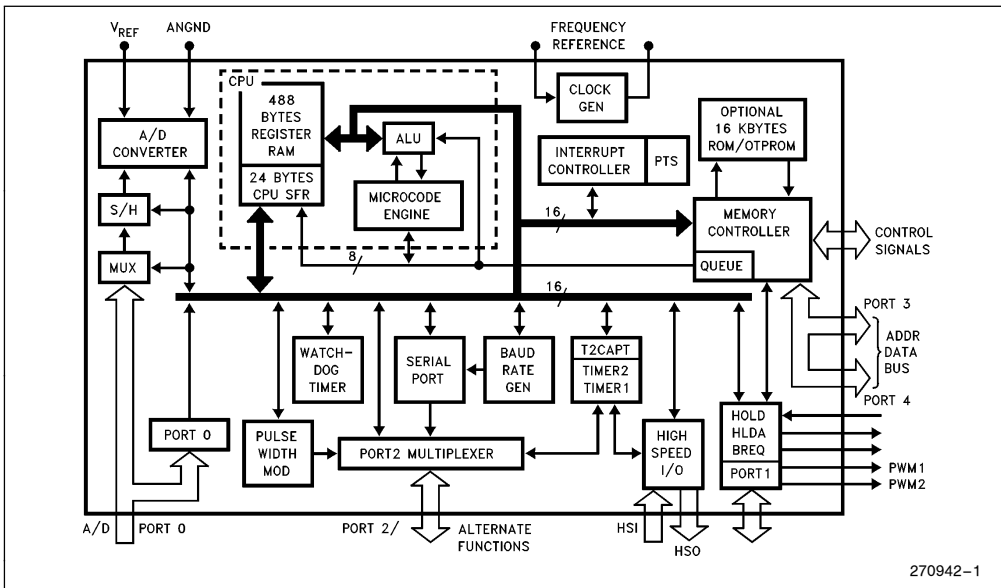 VREF
ANGND
FREQUENCY
REFERENCE
CPU
488
BYTES
REGISTER
RAM
24 BYTES
CPU SFR
ALU
MICROCODE
ENGINE
CLOCK
GEN
OPTIONAL
16 KBYTES
ROM/OTPROM
A/D
CONVERTER
S/H
MUX
INTERRUPT
CONTROLLER
PTS
16
MEMORY
CONTROLLER
QUEUE
CONTROL
SIGNALS
8
16
PORT 3
ADDR
DATA
BUS
PORT 4
WATCH-
DOG
TIMER
SERIAL
PORT
BAUD
RATE
GEN
T2CAPT
TIMER2
TIMER1
PORT 0
PULSE
WIDTH
MOD
PORT2 MULTIPLEXER
HIGH
SPEED
I/O
HOLD
HLDA
BREQ
PORT1
PWM1
PWM2
A/D
PORT 0
PORT 2/
ALTERNATE
FUNCTIONS
HSI
HSO
270942-1